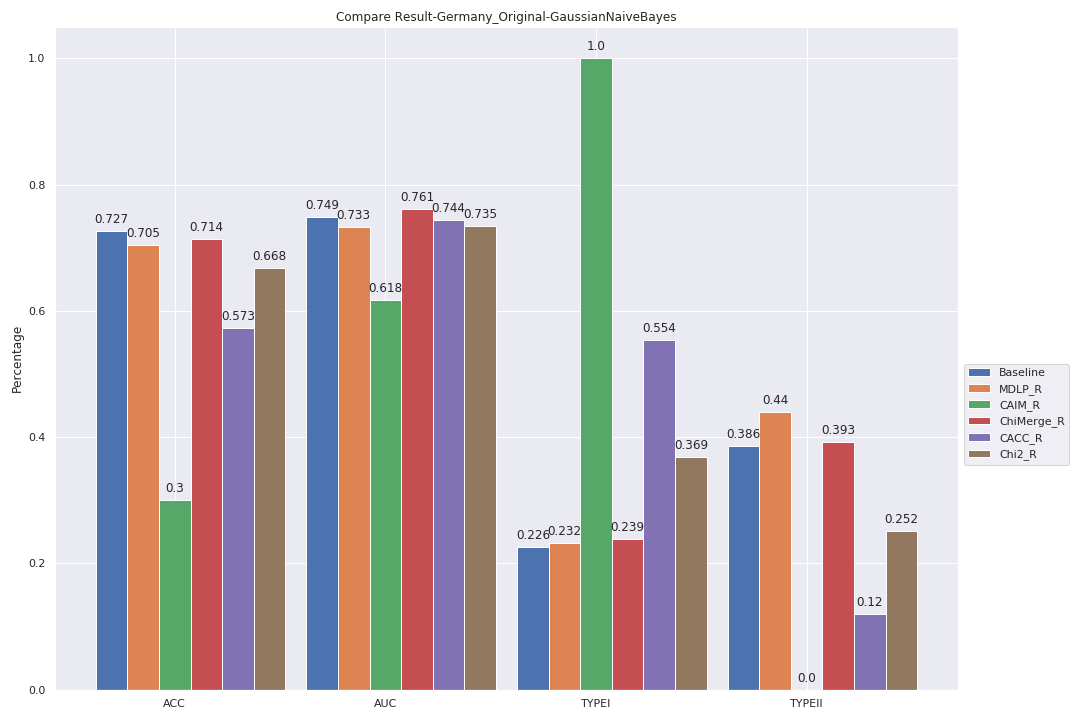 Compare Result-Germany_Original-GaussianNaiveBayes
Percentage
1.0
0.8
0.6
0.4
0.2
0.0
0.727
0.705
0.3
0.714
0.573
0.668
0.749
0.733
0.618
0.761
0.744
0.735
0.226
0.232
1.0
0.239
0.554
0.369
0.386
0.44
0.0
0.393
0.12
0.252
ACC
AUC
TYPEI
TYPEII
Baseline
MDLP_R
CAIM_R
ChiMerge_R
CACC_R
Chi2_R